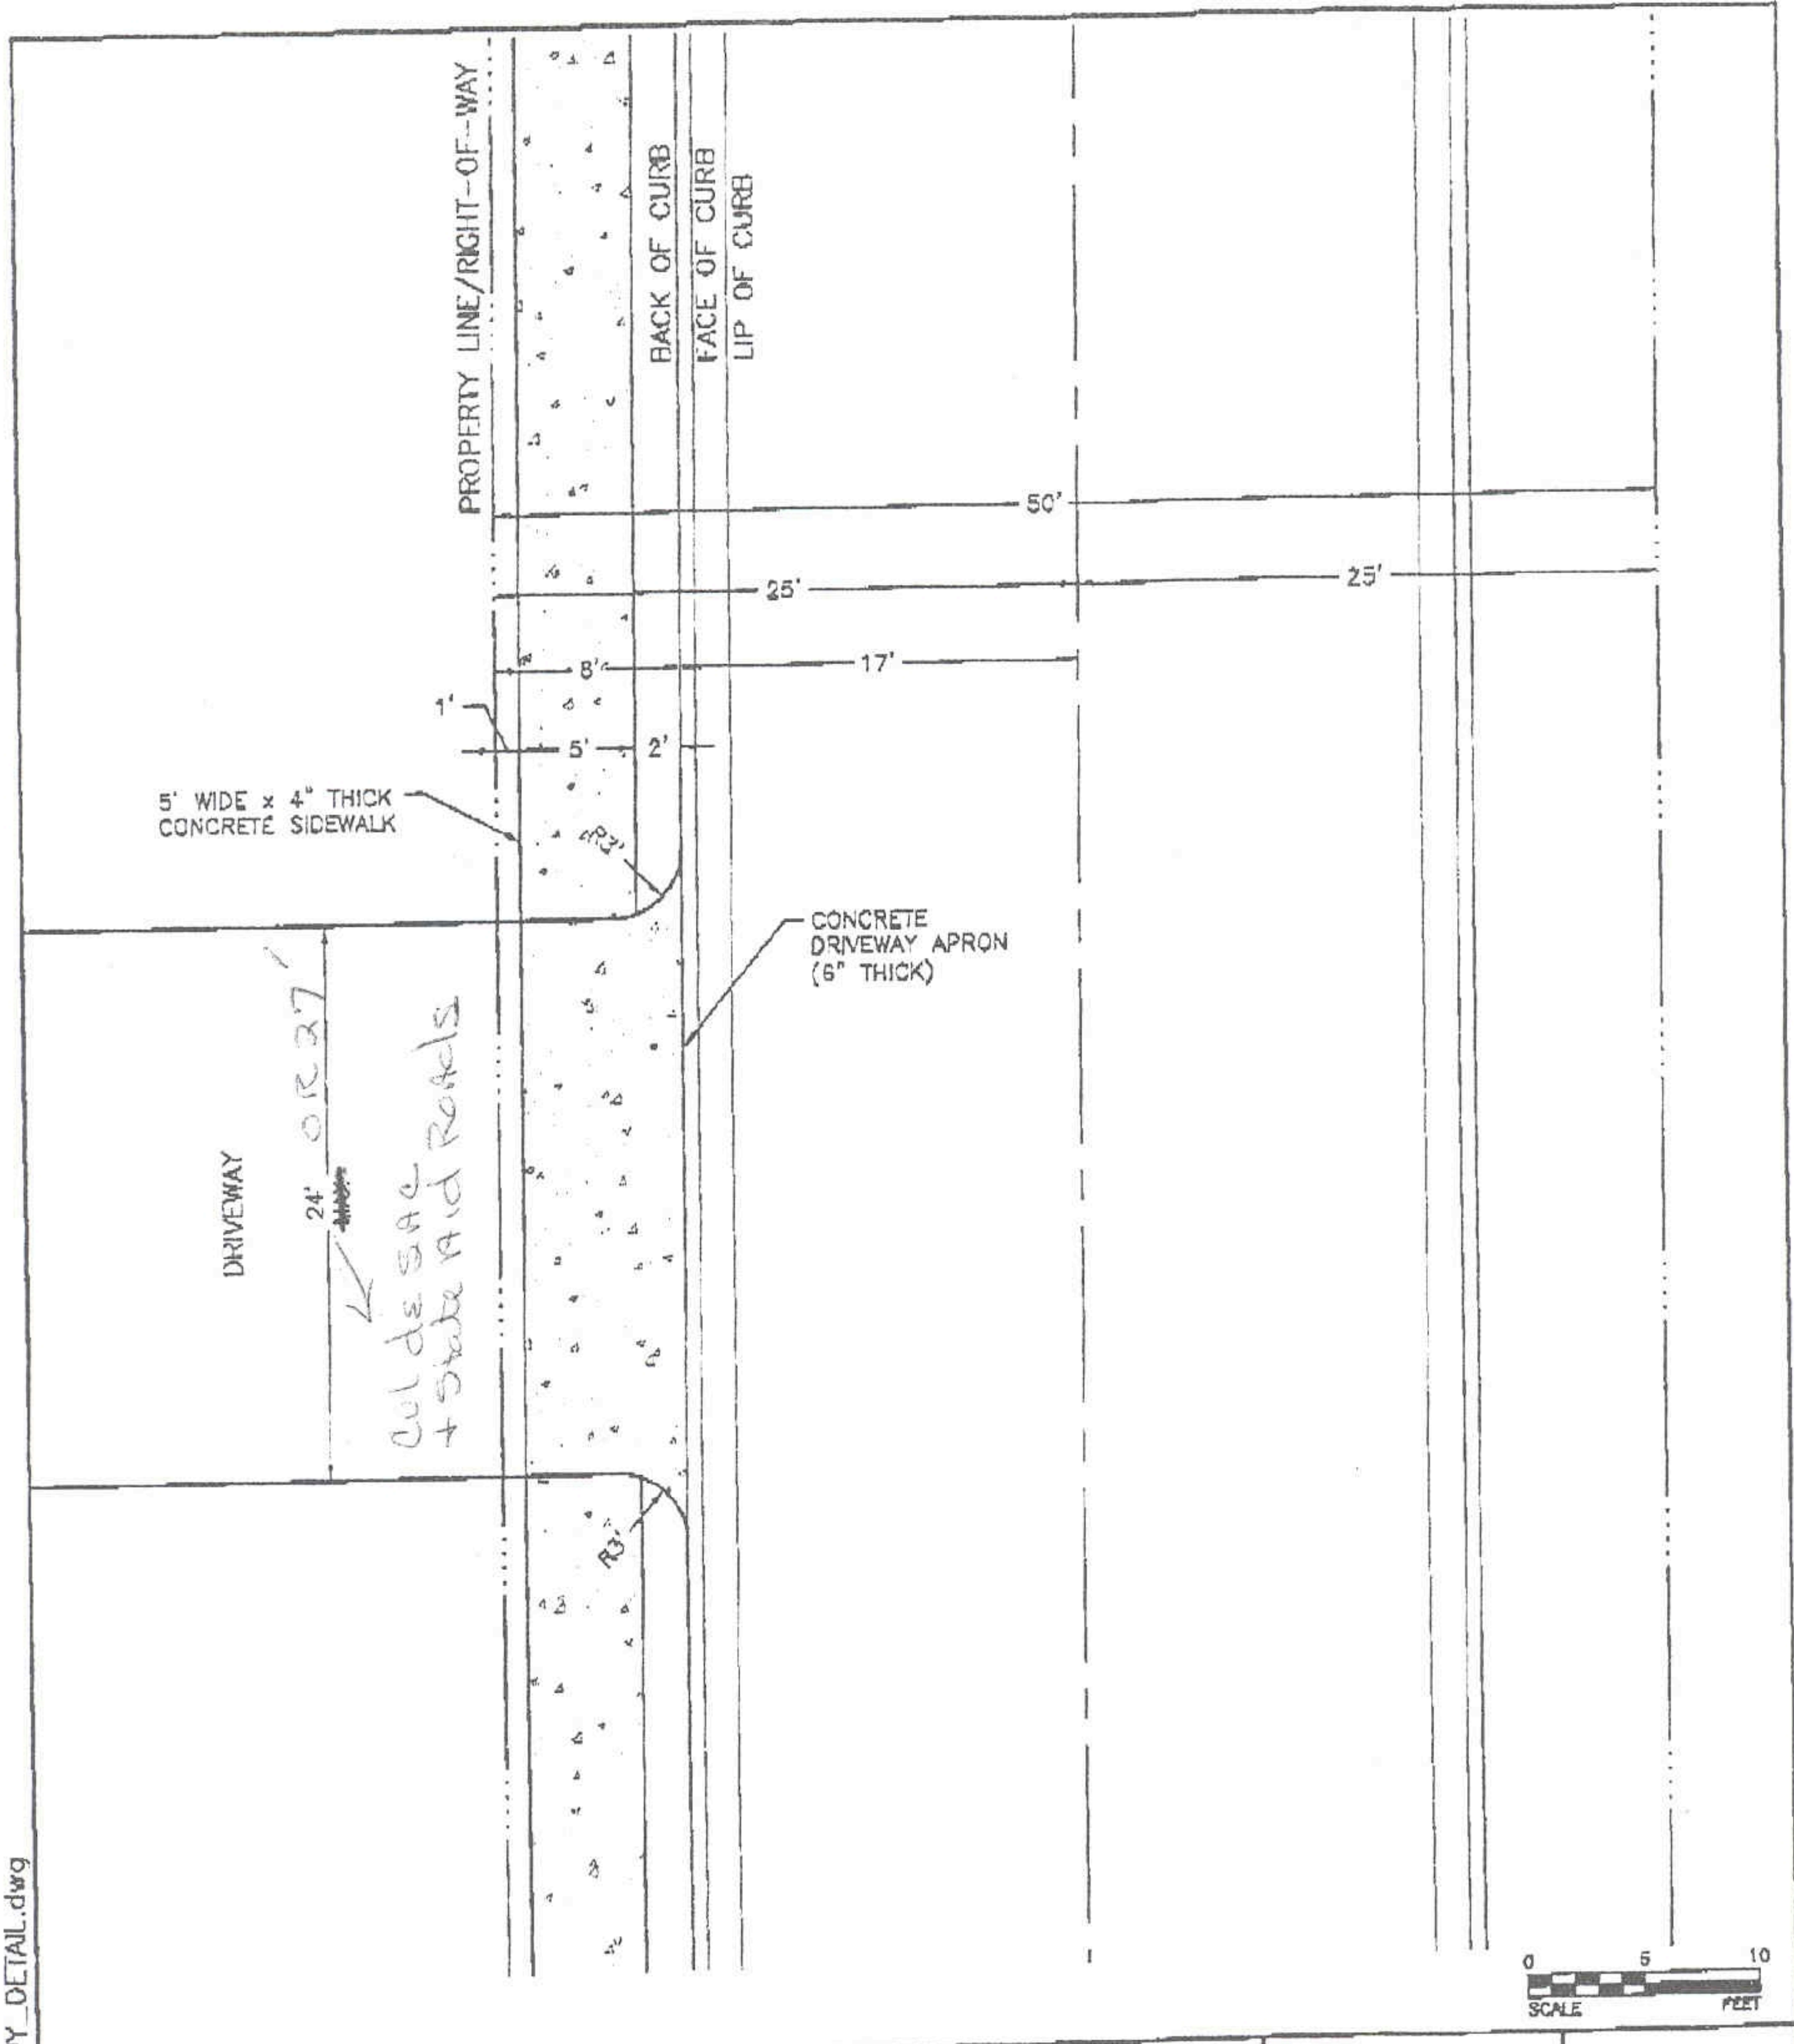 PROPERTY LINE/RIGHT-OF-WAY
BACK OF CURB
FACE OF CURB
LIP OF CURB
50'
25'
25'
8'
17'
1'
5'
2'
5' WIDE x 4" THICK
CONCRETE SIDEWALK
R3'
CONCRETE
DRIVEWAY APRON
(6" THICK)
DRIVEWAY
24'
OR 27'
Cul de SAC
+ State Aid Roads
R3'
Y_DETAIL.dwg
0 5 10
SCALE FEET